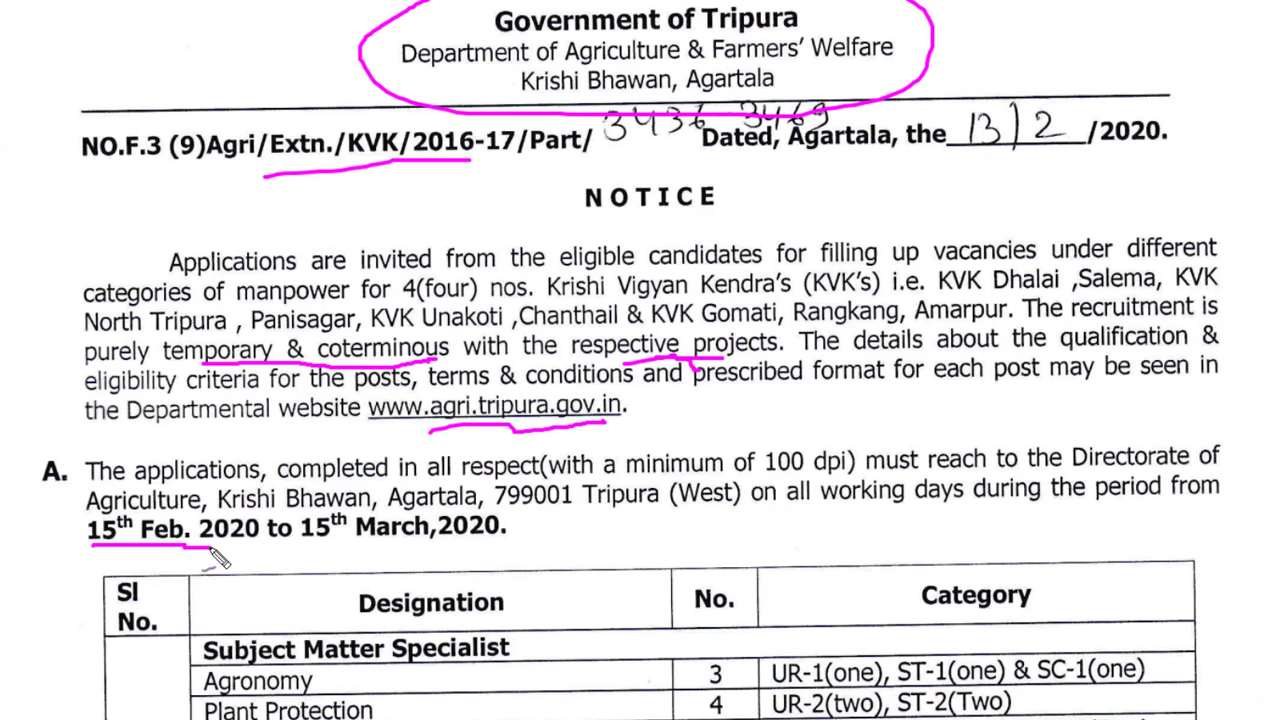 Government of Tripura
Department of Agriculture & Farmers' Welfare
Krishi Bhawan, Agartala
NO.F.3 (9)Agri/Extn./KVK/2016-17/Part/ 3436 3469 Dated, Agartala, the 13/2 /2020.
NOTICE
Applications are invited from the eligible candidates for filling up vacancies under different
categories of manpower for 4(four) nos. Krishi Vigyan Kendra's (KVK's) i.e. KVK Dhalai ,Salema, KVK
North Tripura , Panisagar, KVK Unakoti ,Chanthail & KVK Gomati, Rangkang, Amarpur. The recruitment is
purely temporary & coterminous with the respective projects. The details about the qualification &
eligibility criteria for the posts, terms & conditions and prescribed format for each post may be seen in
the Departmental website www.agri.tripura.gov.in.
A. The applications, completed in all respect(with a minimum of 100 dpi) must reach to the Directorate of
Agriculture, Krishi Bhawan, Agartala, 799001 Tripura (West) on all working days during the period from
15th Feb. 2020 to 15th March,2020.
Sl No. Designation No. Category
Subject Matter Specialist
Agronomy 3 UR-1(one), ST-1(one) & SC-1(one)
Plant Protection 4 UR-2(two), ST-2(Two)